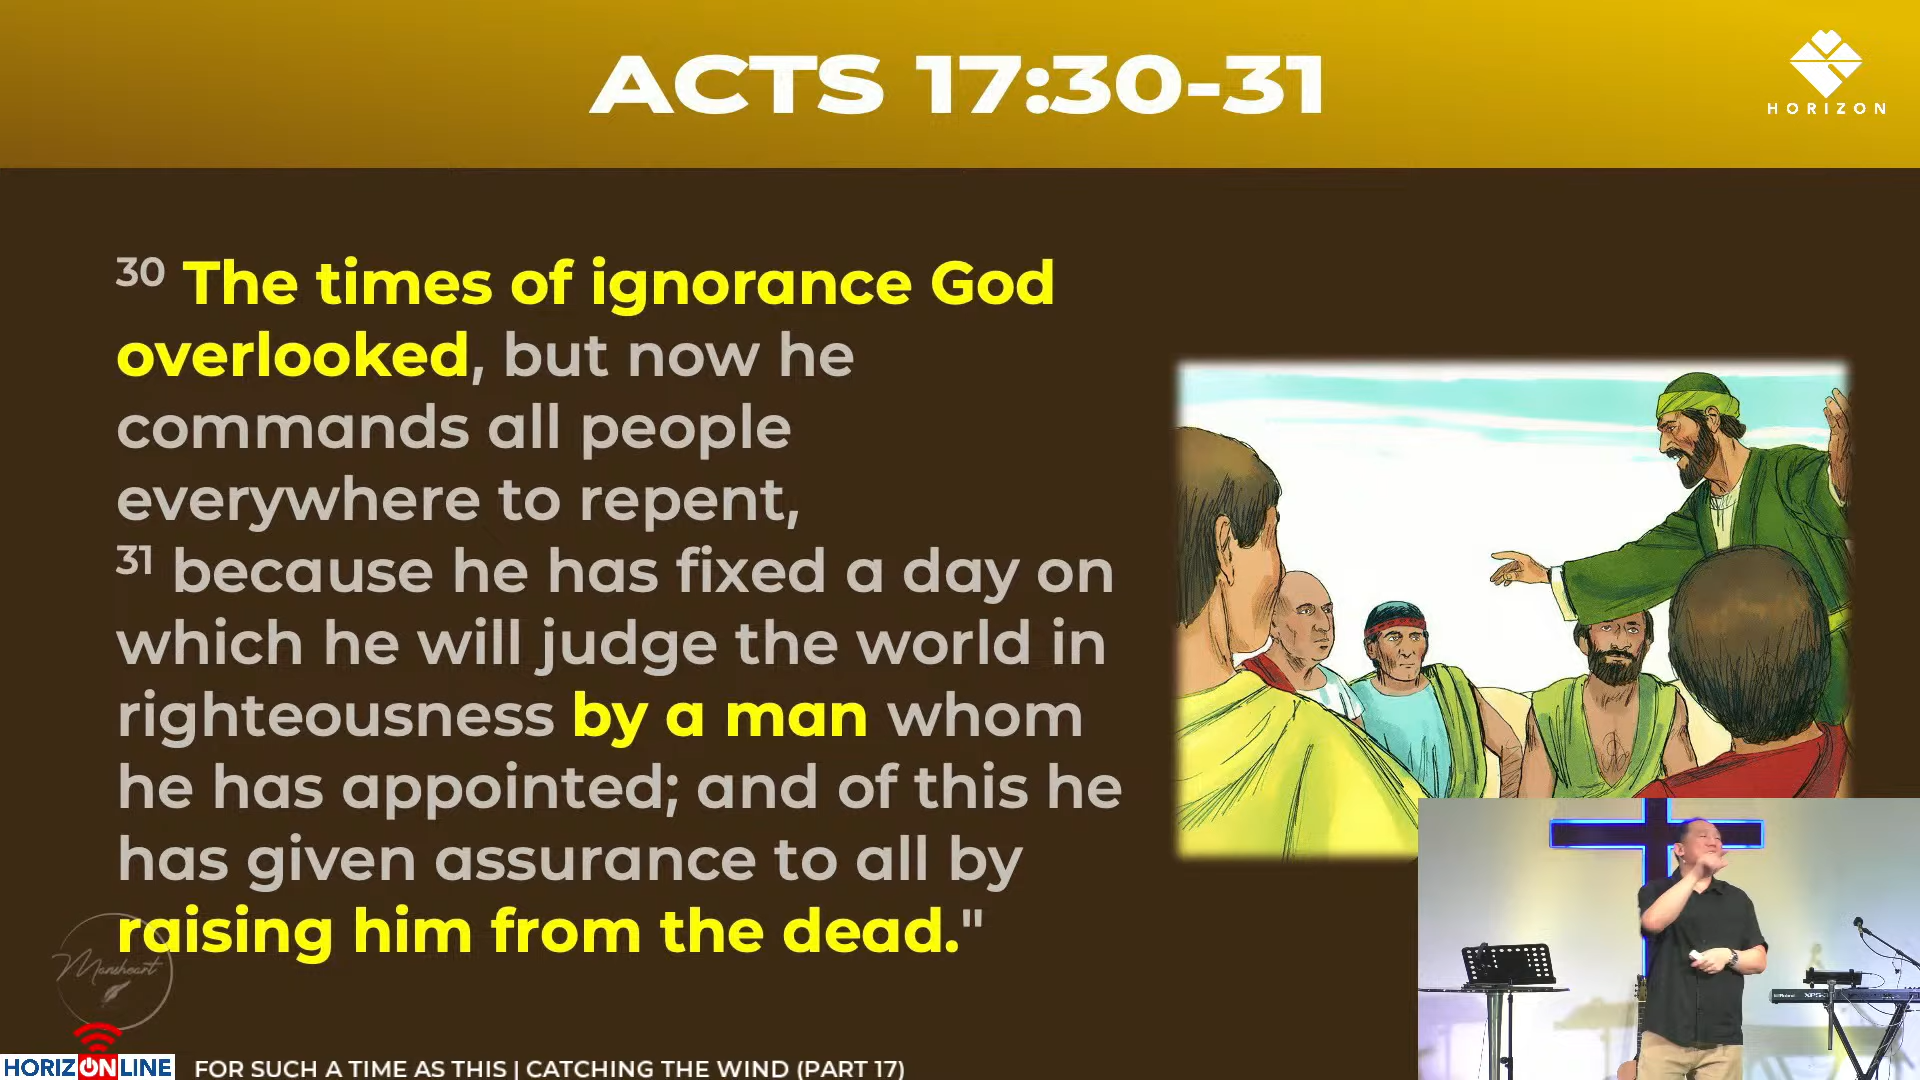 ACTS 17:30-31
HORIZON
30 The times of ignorance God
overlooked, but now he
commands all people
everywhere to repent,
31 because he has fixed a day on
which he will judge the world in
righteousness by a man whom
he has appointed; and of this he
has given assurance to all by
raising him from the dead."
Mansheart
Roland
HORIZONLINE
FOR SUCH A TIME AS THIS | CATCHING THE WIND (PART 17)